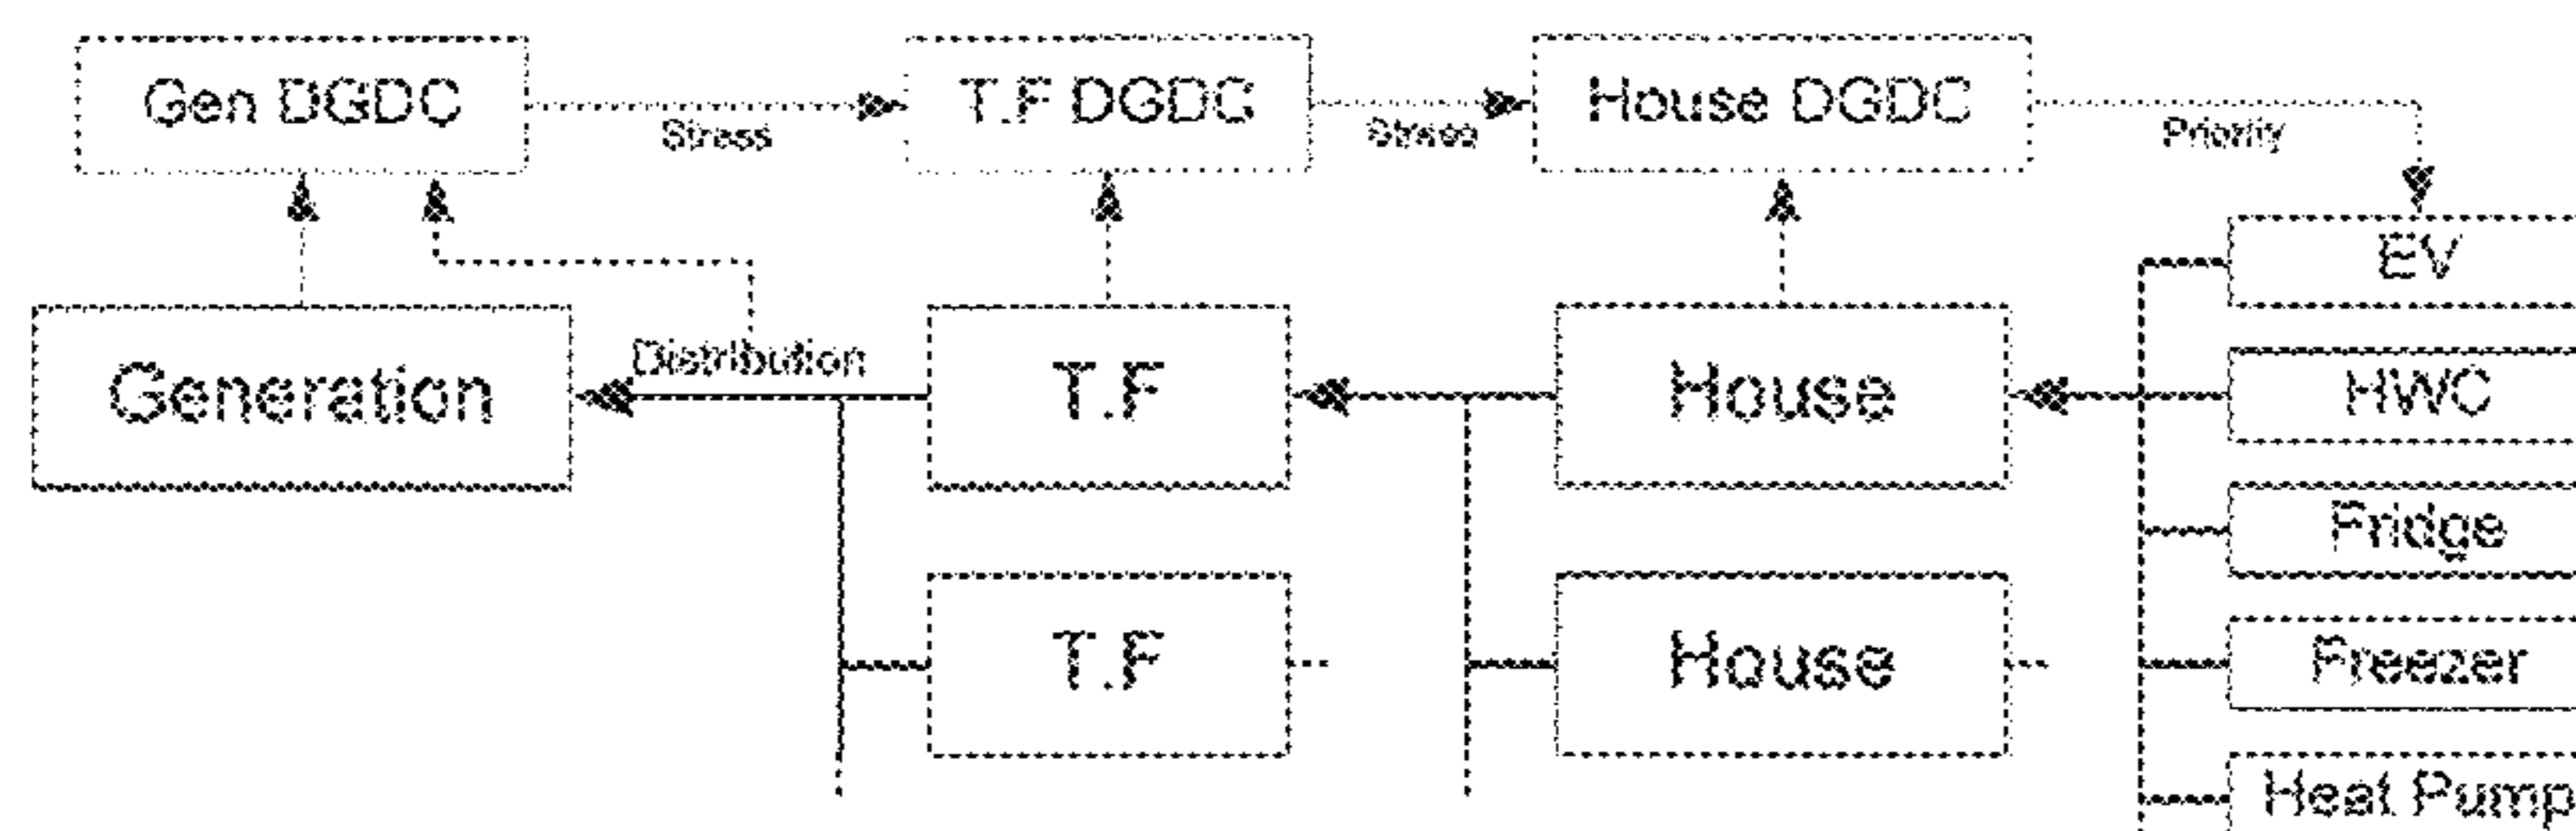 Gen DGDC
T.F DGDC
House DGDC
Stress
Stress
Priority
EV
Distribution
Generation
T.F
House
HWC
Fridge
T.F
House
Freezer
Heat Pump